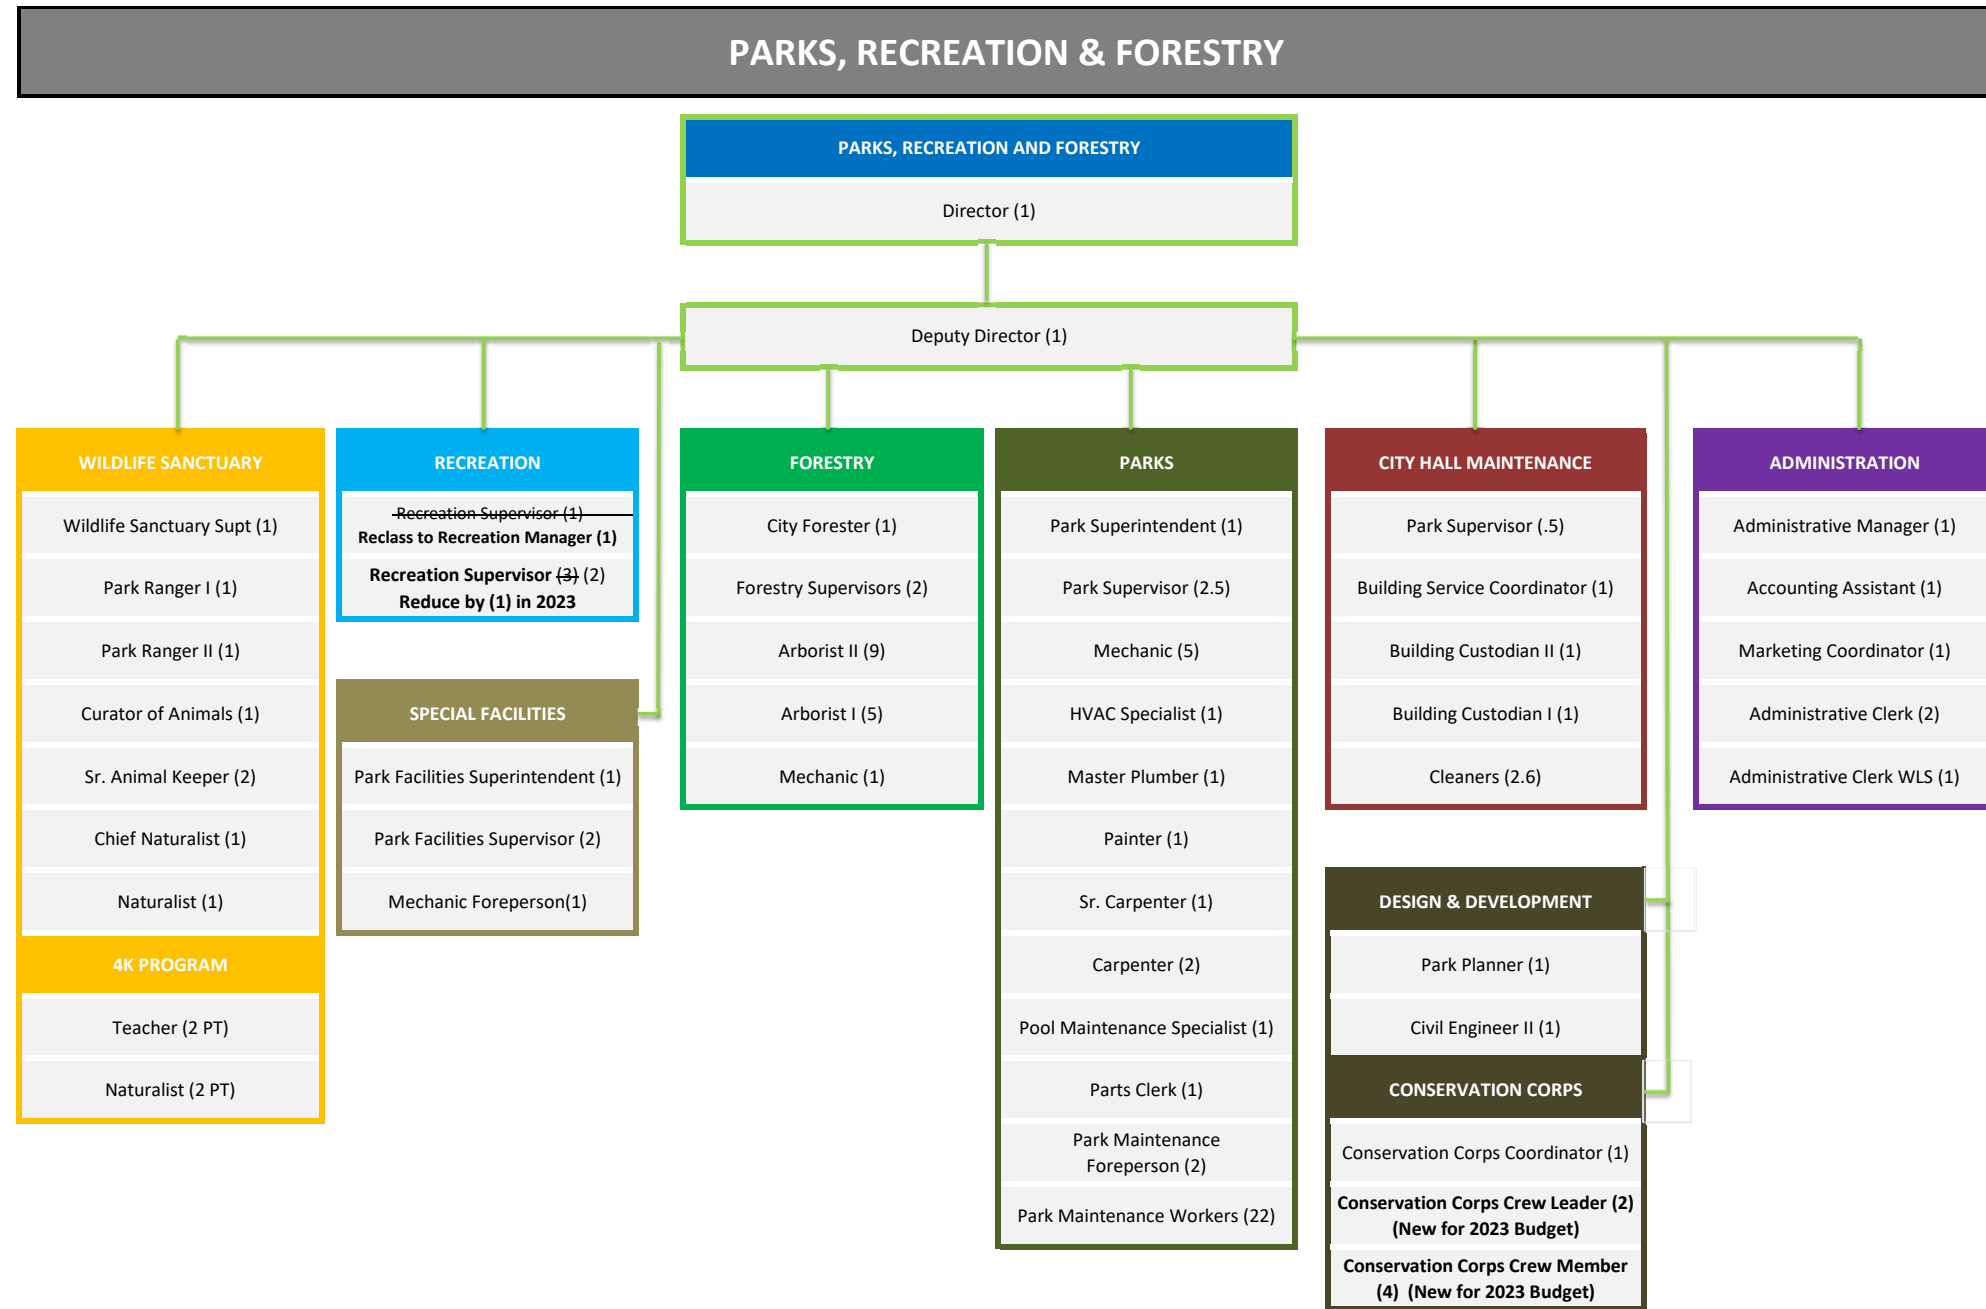 PARKS, RECREATION & FORESTRY
PARKS, RECREATION AND FORESTRY
Director (1)
Deputy Director (1)
WILDLIFE SANCTUARY
Wildlife Sanctuary Supt (1)
Park Ranger I (1)
Park Ranger II (1)
Curator of Animals (1)
Sr. Animal Keeper (2)
Chief Naturalist (1)
Naturalist (1)
4K PROGRAM
Teacher (2 PT)
Naturalist (2 PT)
RECREATION
Recreation Supervisor (1)
Reclass to Recreation Manager (1)
Recreation Supervisor (3) (2)
Reduce by (1) in 2023
SPECIAL FACILITIES
Park Facilities Superintendent (1)
Park Facilities Supervisor (2)
Mechanic Foreperson(1)
FORESTRY
City Forester (1)
Forestry Supervisors (2)
Arborist II (9)
Arborist I (5)
Mechanic (1)
PARKS
Park Superintendent (1)
Park Supervisor (2.5)
Mechanic (5)
HVAC Specialist (1)
Master Plumber (1)
Painter (1)
Sr. Carpenter (1)
Carpenter (2)
Pool Maintenance Specialist (1)
Parts Clerk (1)
Park Maintenance
Foreperson (2)
Park Maintenance Workers (22)
CITY HALL MAINTENANCE
Park Supervisor (.5)
Building Service Coordinator (1)
Building Custodian II (1)
Building Custodian I (1)
Cleaners (2.6)
DESIGN & DEVELOPMENT
Park Planner (1)
Civil Engineer II (1)
CONSERVATION CORPS
Conservation Corps Coordinator (1)
Conservation Corps Crew Leader (2)
(New for 2023 Budget)
Conservation Corps Crew Member
(4) (New for 2023 Budget)
ADMINISTRATION
Administrative Manager (1)
Accounting Assistant (1)
Marketing Coordinator (1)
Administrative Clerk (2)
Administrative Clerk WLS (1)